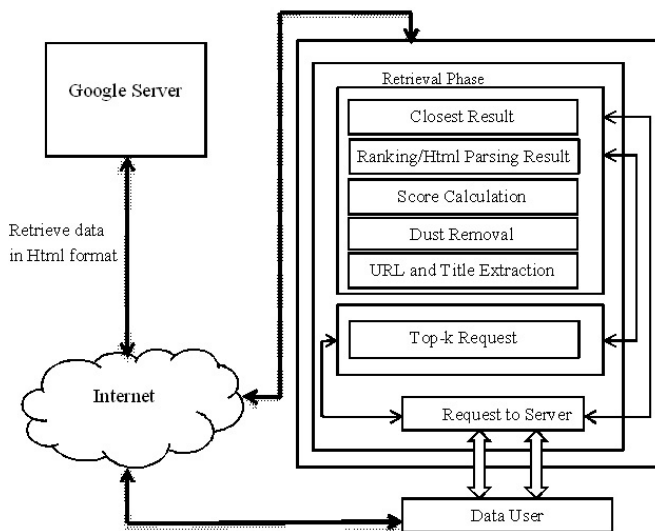 Google Server
Retrieve data
in Html format
Internet
Retrieval Phase
Closest Result
Ranking/Html Parsing Result
Score Calculation
Dust Removal
URL and Title Extraction
Top-k Request
Request to Server
Data User